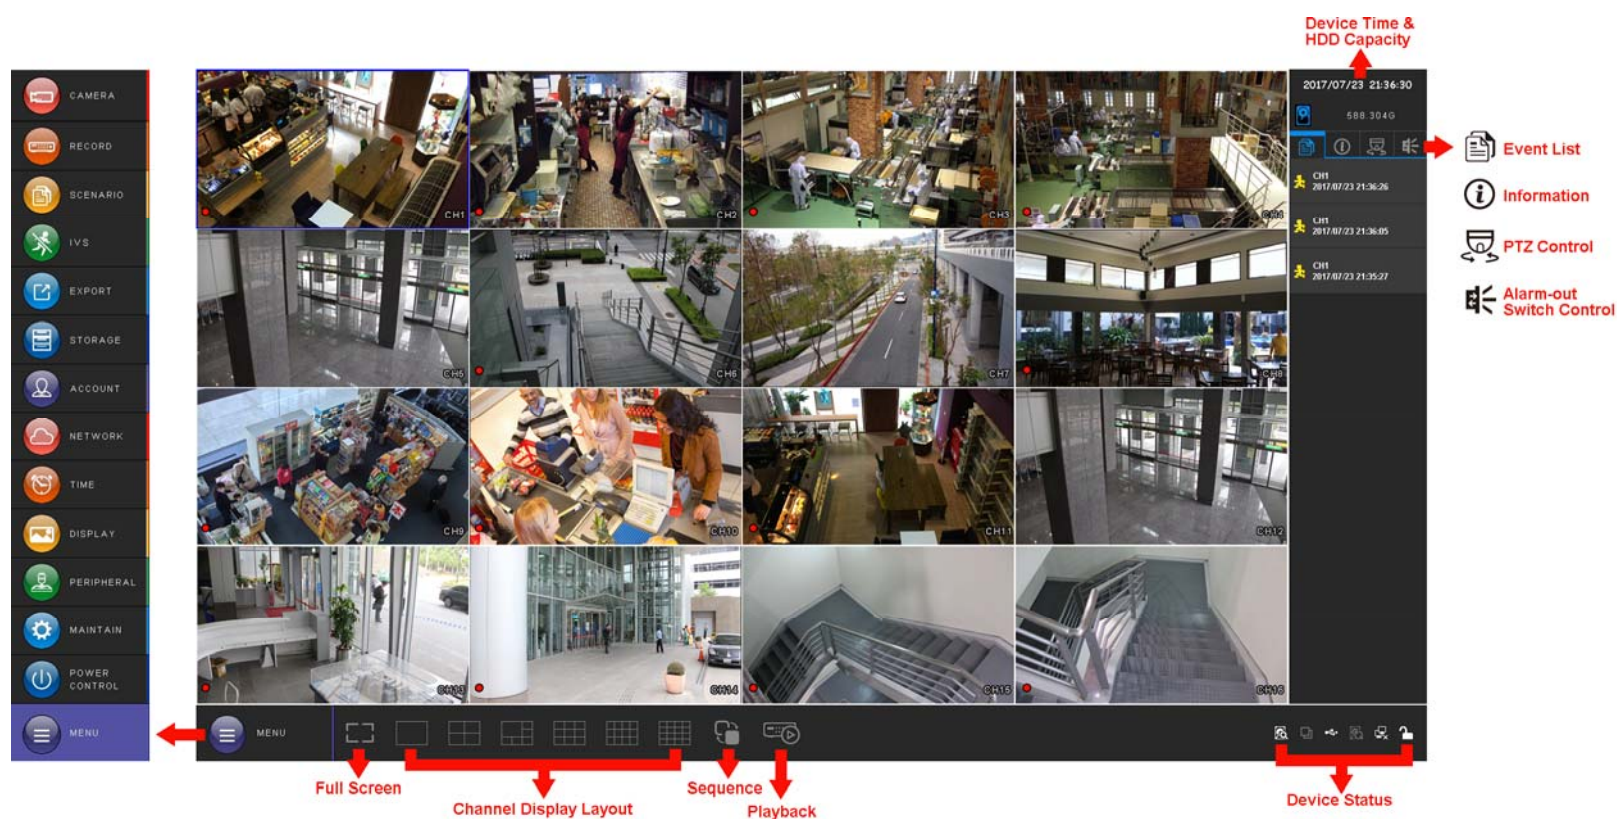 Device Time &
HDD Capacity
CAMERA
RECORD
SCENARIO
IVS
EXPORT
STORAGE
ACCOUNT
NETWORK
TIME
DISPLAY
PERIPHERAL
MAINTAIN
POWER
CONTROL
MENU
CH1
CH2
CH3
CH4
CH5
CH6
CH7
CH8
CH9
CH10
CH11
CH12
CH13
CH14
CH15
CH16
2017/07/23 21:36:30
588.304G
CH1
2017/07/23 21:36:26
CH1
2017/07/23 21:36:05
CH1
2017/07/23 21:35:27
Event List
Information
PTZ Control
Alarm-out
Switch Control
MENU
Full Screen
Channel Display Layout
Sequence
Playback
Device Status